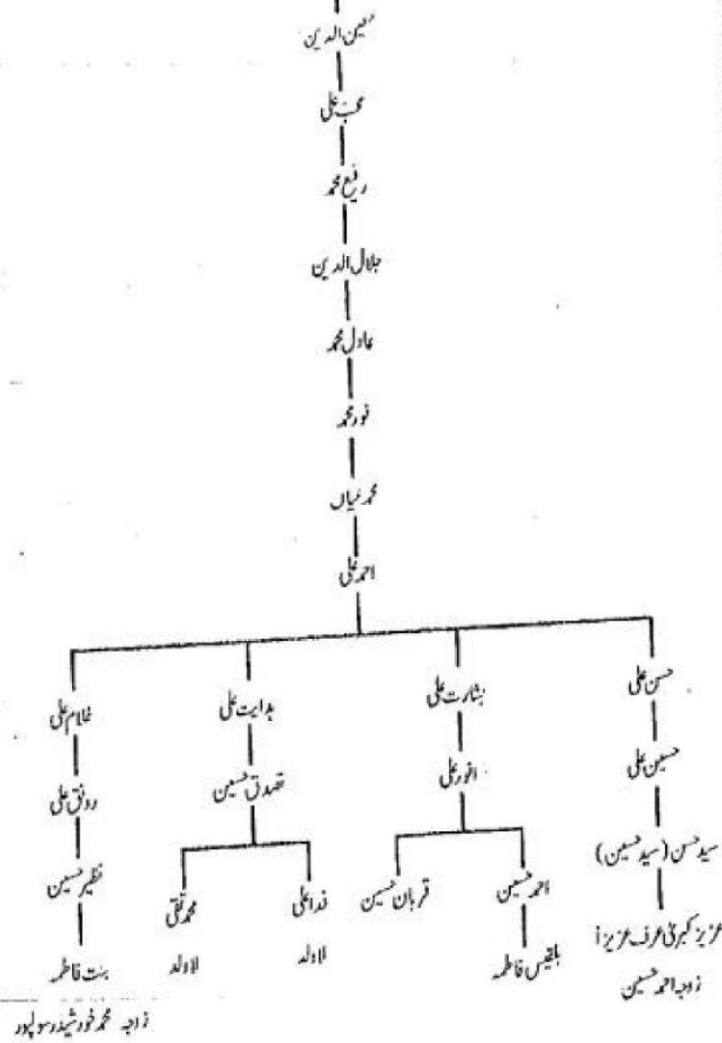 معین الدین
محب علی
رفیع محمد
جلال الدین
عادل محمد
نور محمد
محمد میاں
احمد علی
حسن علی
بشارت علی
ہدایت علی
غلام علی
حسین علی
انور علی
تصدق حسین
رونق علی
سید حسن (سید حسین)
احمد حسین
قربان حسین
فدا علی
محمد تقی
نظیر حسین
عزیز کبریٰ عرف عزیزاً
زوجہ احمد حسین
بلقیس فاطمہ
لاولد
لاولد
بنت فاطمہ
زوجہ محمد خورشید رسولپور